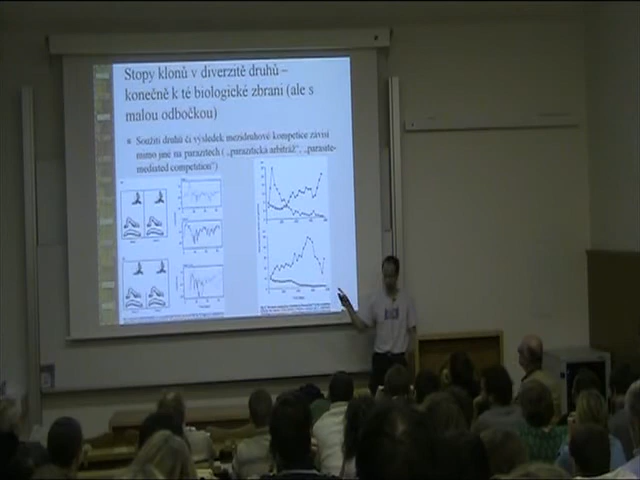 Stopy klonů v diverzitě druhů –
konečně k té biologické zbrani (ale s
malou odbočkou)
Soužití druhů či výsledek mezidruhové kompetice závisí
mimo jiné na parazitech ( „parazitická arbitráž", „parasite-
mediated competition")